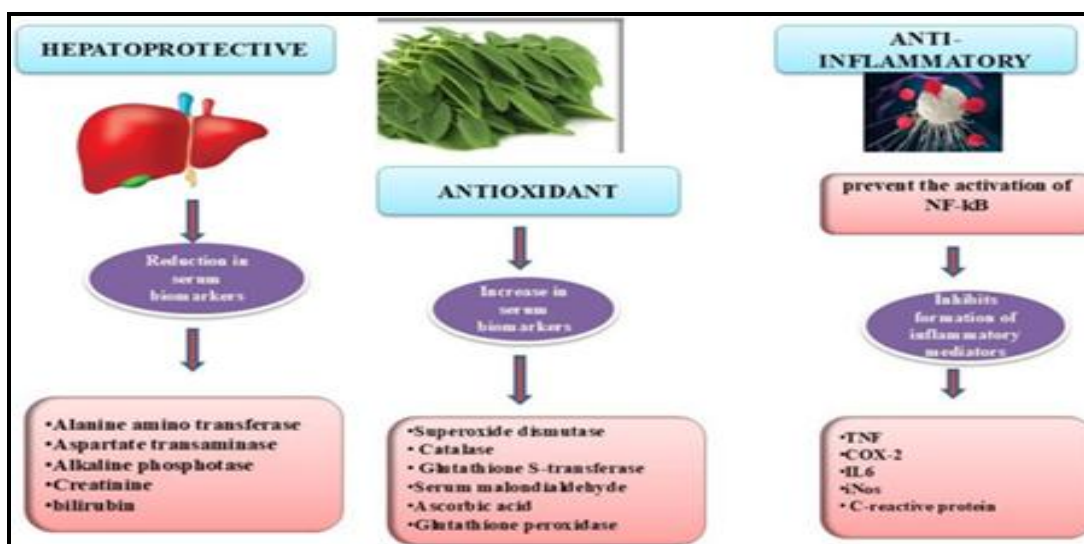 HEPATOPROTECTIVE
Reduction in
serum
biomarkers
•Alanine amino transferase
•Aspartate transaminase
•Alkaline phosphotase
•Creatinine
•bilirubin
ANTIOXIDANT
Increase in
serum
biomarkers
•Superoxide dismutase
• Catalase
• Glutathione S-transferase
•Serum malondialdehyde
•Ascorbic acid
•Glutathione peroxidase
ANTI-
INFLAMMATORY
prevent the activation of
NF-kB
Inhibits
formation of
inflammatory
mediators
•TNF
•COX-2
•IL6
•iNos
• C-reactive protein